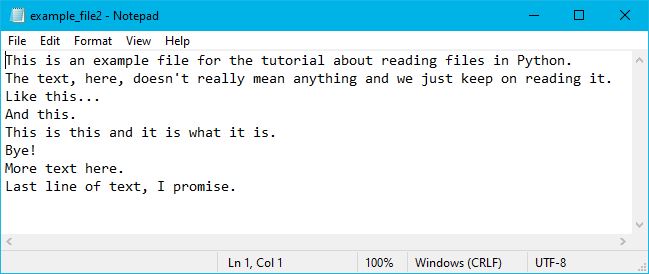 example_file2 - Notepad
File Edit Format View Help
This is an example file for the tutorial about reading files in Python.
The text, here, doesn't really mean anything and we just keep on reading it.
Like this...
And this.
This is this and it is what it is.
Bye!
More text here.
Last line of text, I promise.
Ln 1, Col 1 100% Windows (CRLF) UTF-8